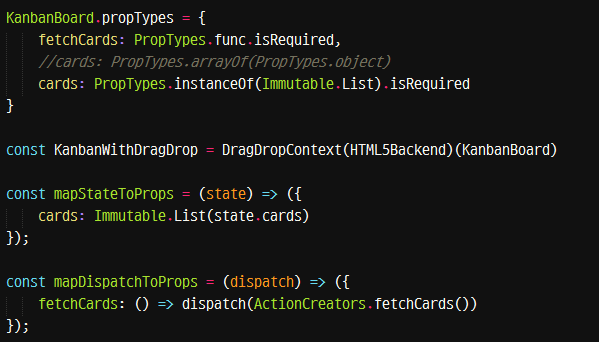 KanbanBoard.propTypes = {
    fetchCards: PropTypes.func.isRequired,
    //cards: PropTypes.arrayOf(PropTypes.object)
    cards: PropTypes.instanceOf(Immutable.List).isRequired
}

const KanbanWithDragDrop = DragDropContext(HTML5Backend)(KanbanBoard)

const mapStateToProps = (state) => ({
    cards: Immutable.List(state.cards)
});

const mapDispatchToProps = (dispatch) => ({
    fetchCards: () => dispatch(ActionCreators.fetchCards())
});